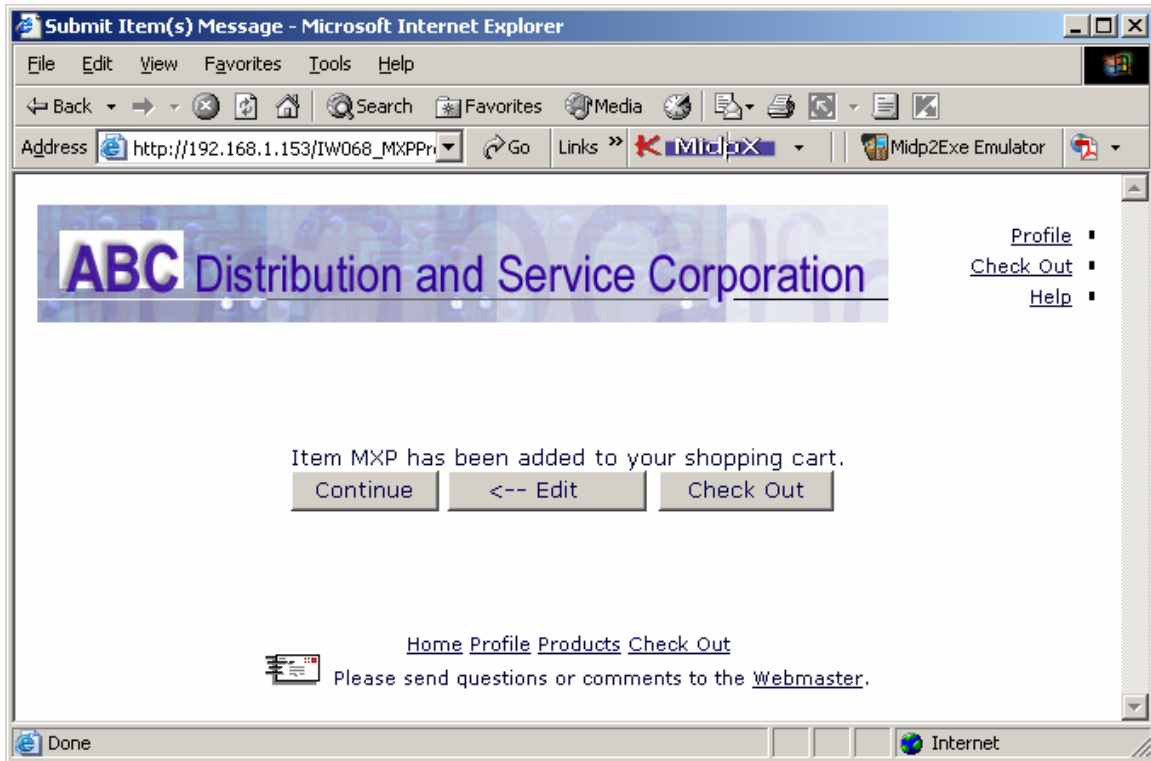 Submit Item(s) Message - Microsoft Internet Explorer
File Edit View Favorites Tools Help
Back Search Favorites Media
Address http://192.168.1.153/IW068_MXPPr Go Links » MidpX Midp2Exe Emulator
Profile
Check Out
Help
ABC Distribution and Service Corporation
Item MXP has been added to your shopping cart.
Continue <-- Edit Check Out
Home Profile Products Check Out
Please send questions or comments to the Webmaster.
Done Internet